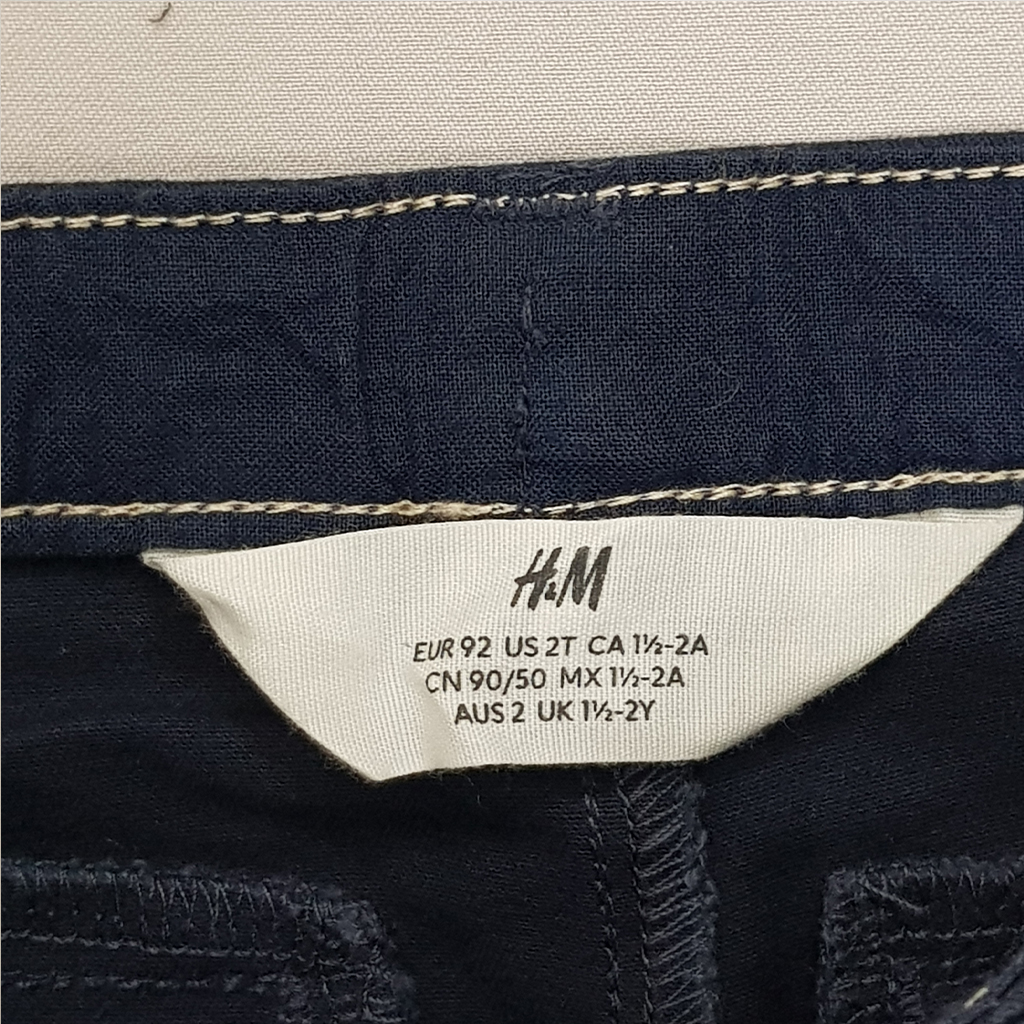 H&M
EUR 92 US 2T CA 1½-2A
CN 90/50 MX 1½-2A
AUS 2 UK 1½-2Y